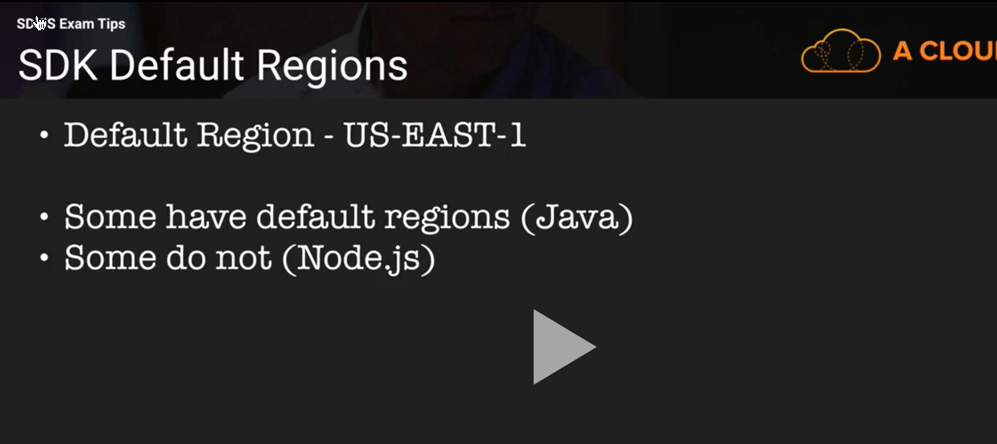 Exam Tips
SDK Default Regions
A CLOU
• Default Region - US-EAST-1
• Some have default regions (Java)
• Some do not (Node.js)